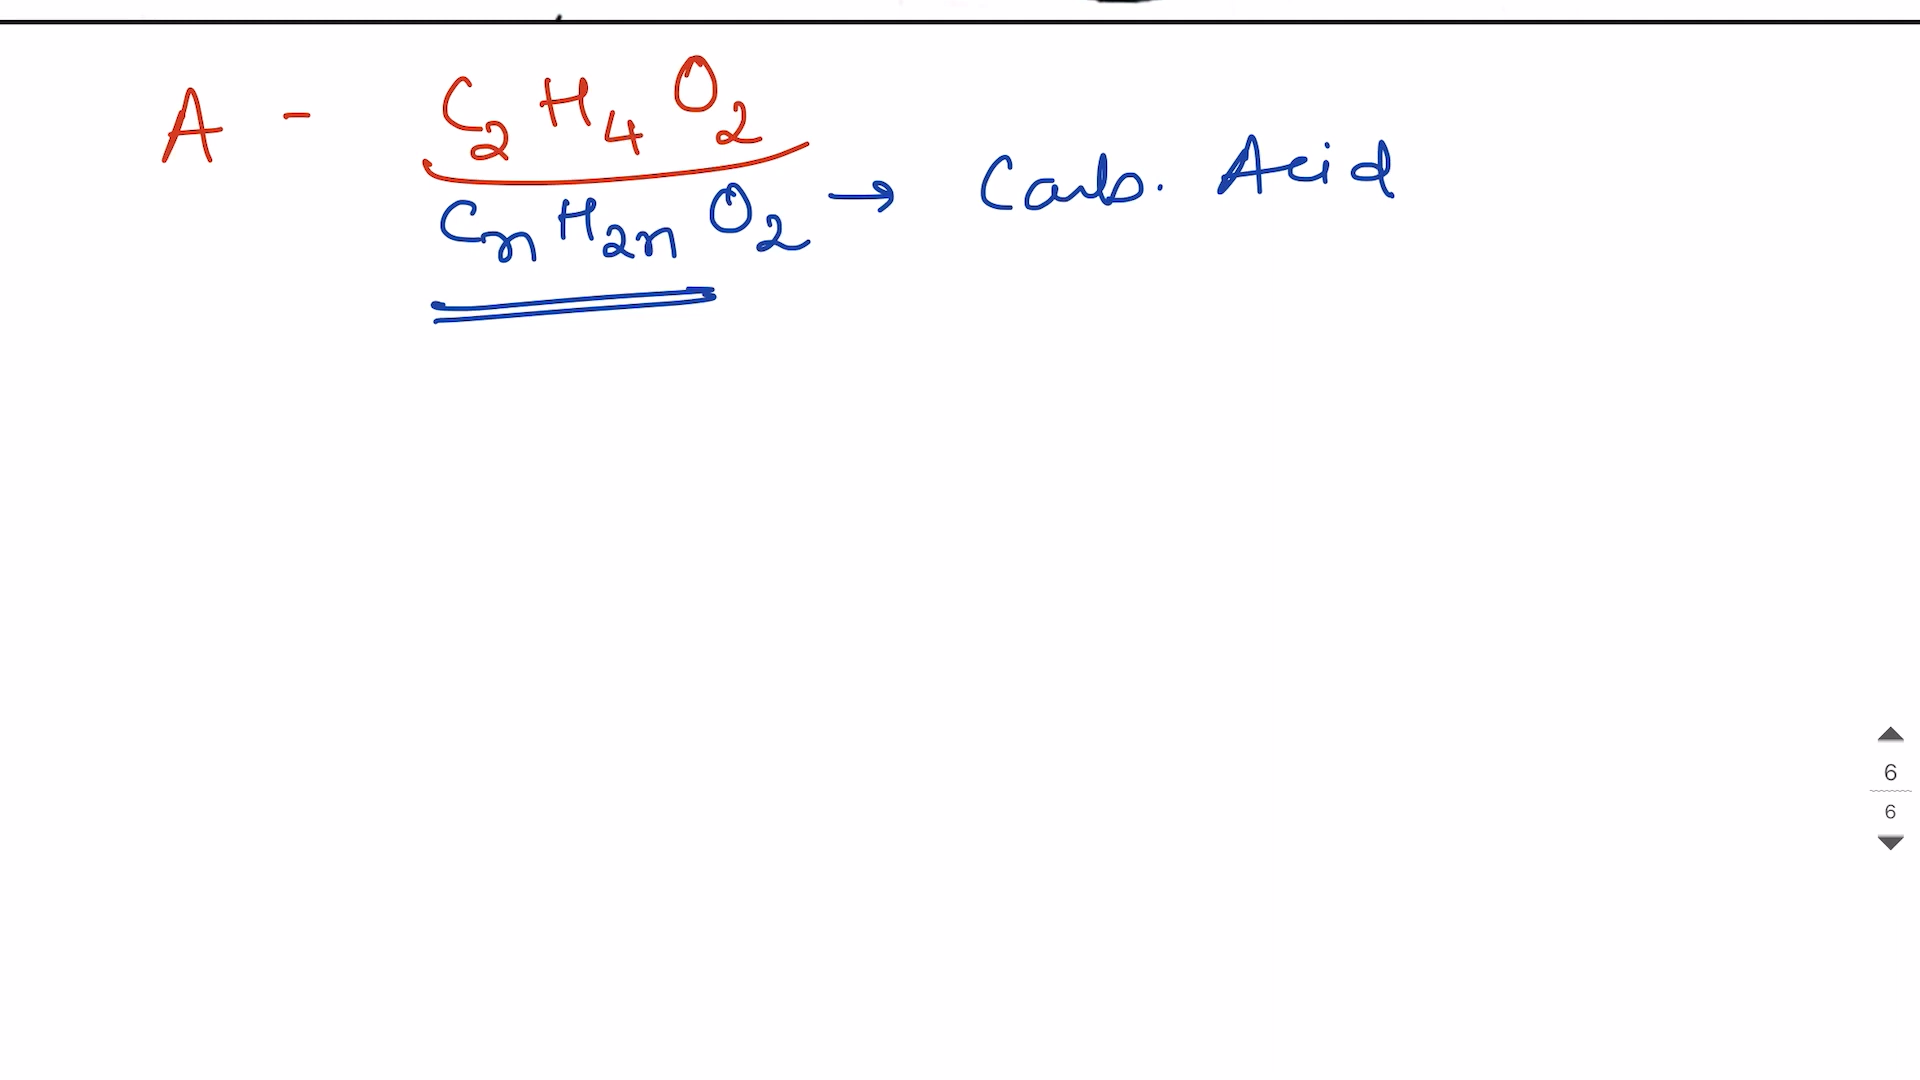 A - C₂H₄O₂
CₙH₂ₙO₂ → Carb. Acid
6
6